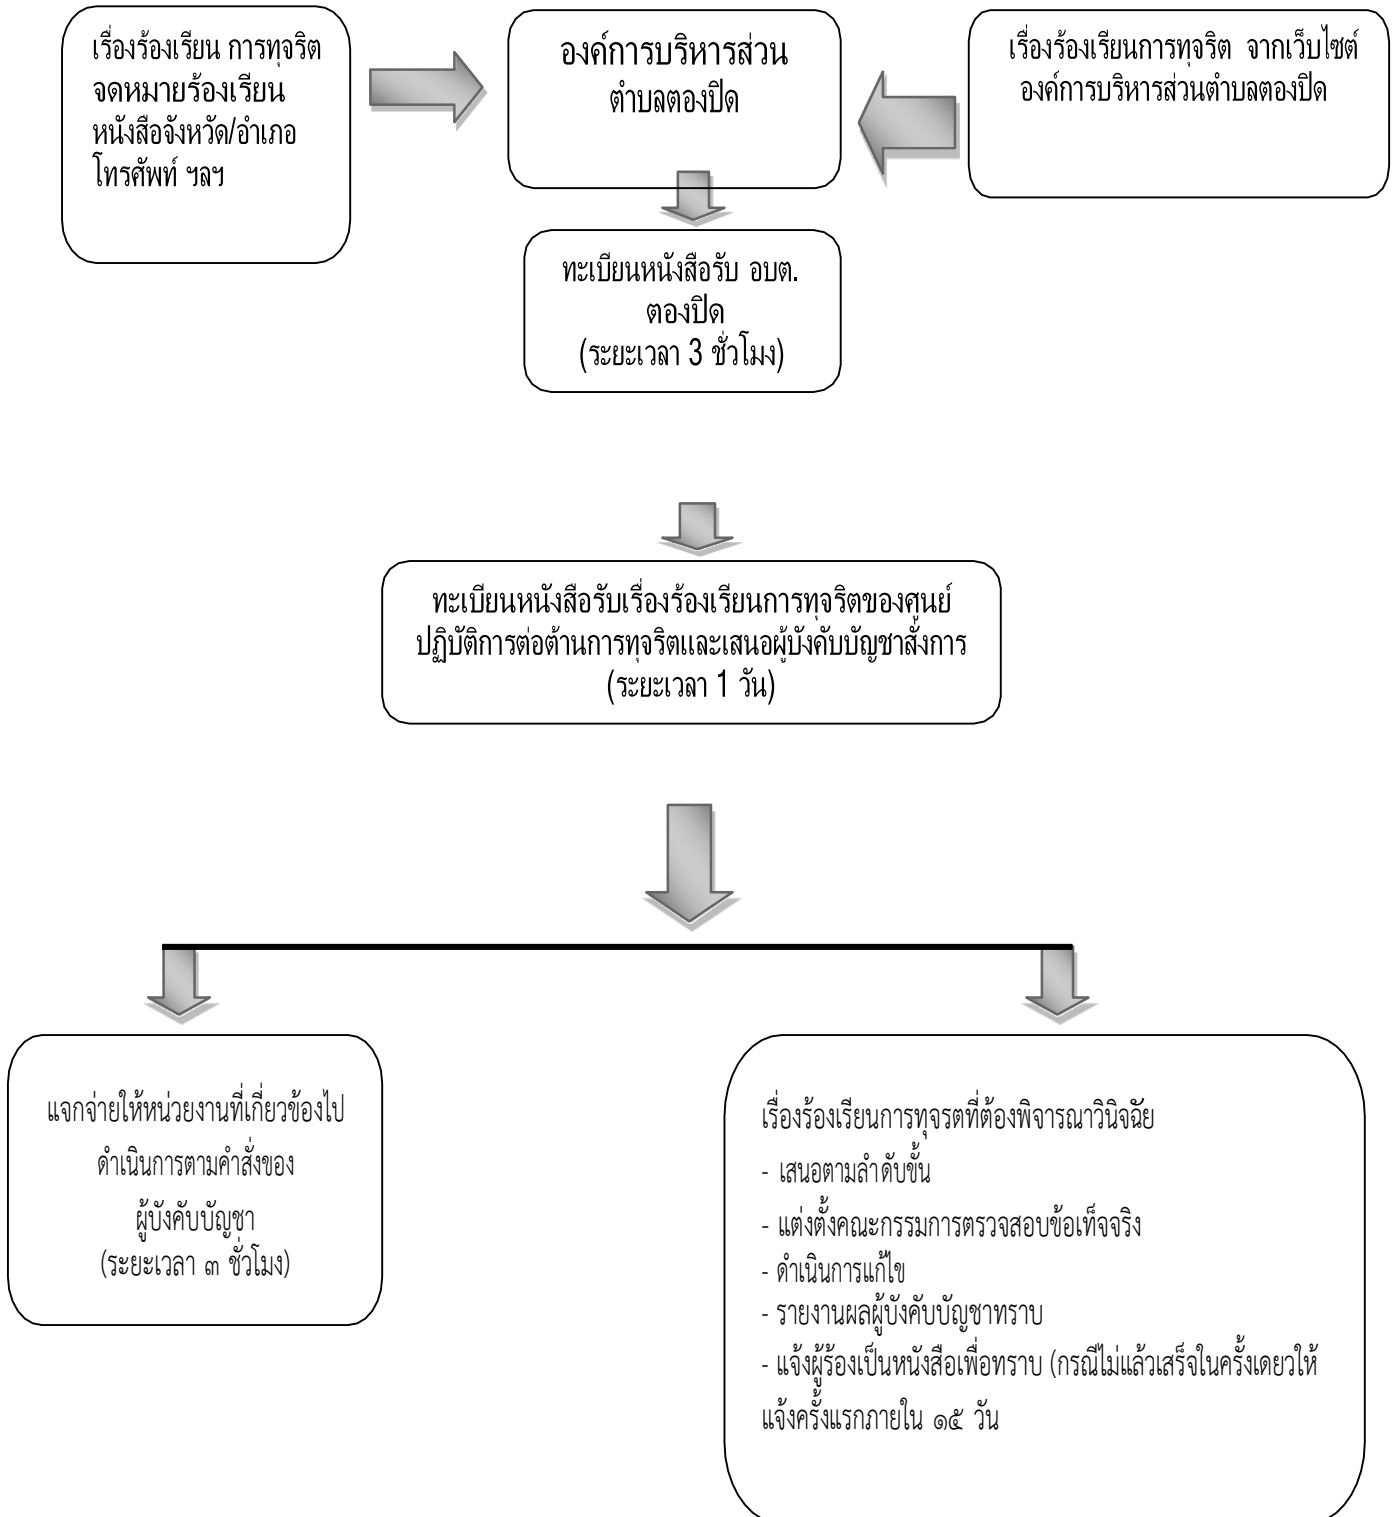 เรื่องร้องเรียน การทุจริต
จดหมายร้องเรียน
หนังสือจังหวัด/อำเภอ
โทรศัพท์ ฯลฯ
องค์การบริหารส่วน
ตำบลตองปิด
เรื่องร้องเรียนการทุจริต จากเว็บไซต์
องค์การบริหารส่วนตำบลตองปิด
ทะเบียนหนังสือรับ อบต.
ตองปิด
(ระยะเวลา 3 ชั่วโมง)
ทะเบียนหนังสือรับเรื่องร้องเรียนการทุจริตของศูนย์
ปฏิบัติการต่อต้านการทุจริตและเสนอผู้บังคับบัญชาสั่งการ
(ระยะเวลา 1 วัน)
แจกจ่ายให้หน่วยงานที่เกี่ยวข้องไป
ดำเนินการตามคำสั่งของ
ผู้บังคับบัญชา
(ระยะเวลา ๓ ชั่วโมง)
เรื่องร้องเรียนการทุจรตที่ต้องพิจารณาวินิจฉัย
- เสนอตามลำดับขั้น
- แต่งตั้งคณะกรรมการตรวจสอบข้อเท็จจริง
- ดำเนินการแก้ไข
- รายงานผลผู้บังคับบัญชาทราบ
- แจ้งผู้ร้องเป็นหนังสือเพื่อทราบ (กรณีไม่แล้วเสร็จในครั้งเดยวให้
แจ้งครั้งแรกภายใน ๑๕ วัน